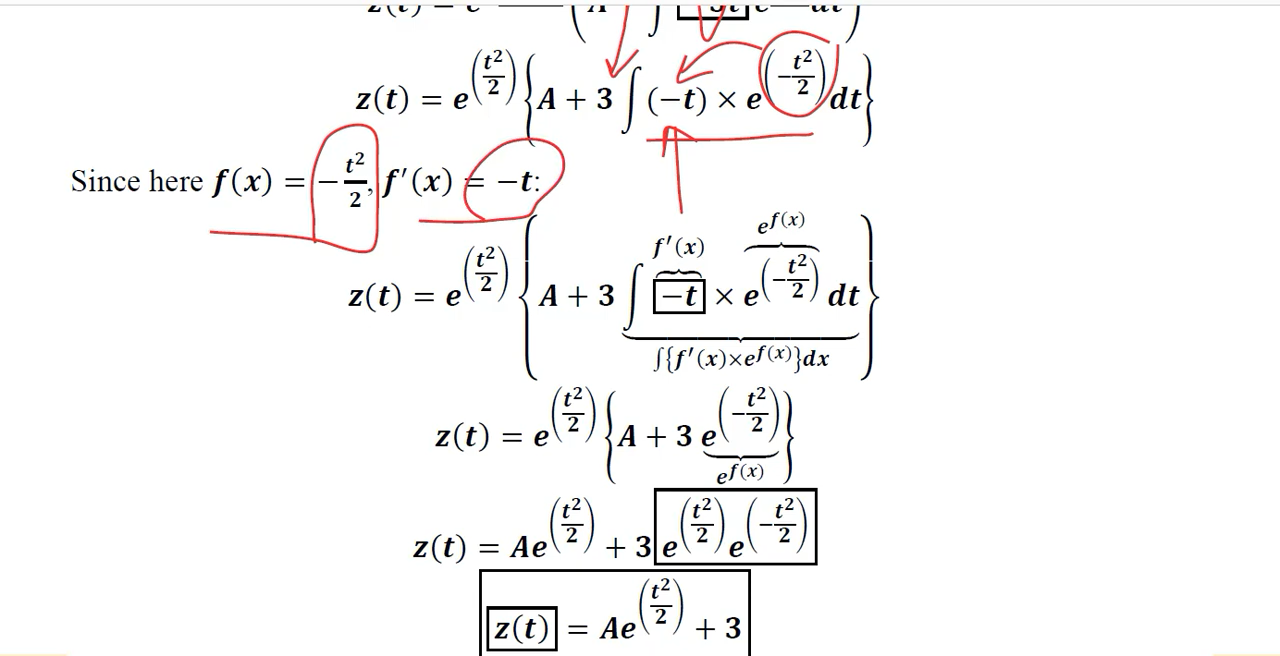 z(t) = e
z(t) = e^(t²/2) {A + 3 ∫ (−t) × e^(−t²/2) dt}
Since here f(x) = −t²/2, f′(x) = −t:
z(t) = e^(t²/2) {A + 3 ∫ −t × e^(−t²/2) dt}
f′(x) e^f(x)
∫{f′(x)×e^f(x)}dx
z(t) = e^(t²/2) {A + 3 e^(−t²/2)}
e^f(x)
z(t) = Ae^(t²/2) + 3 e^(t²/2) e^(−t²/2)
z(t) = Ae^(t²/2) + 3